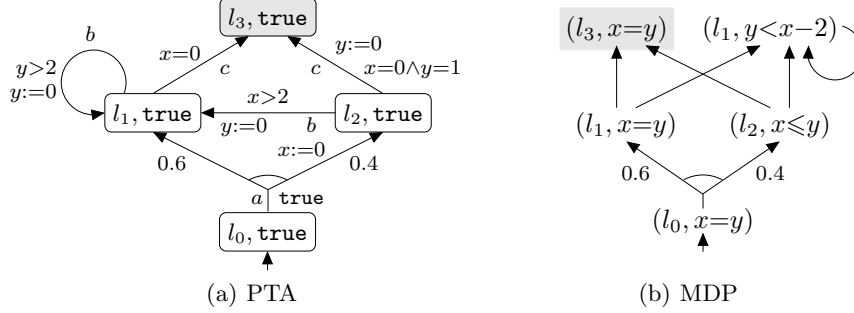 l₃, true
b
x=0
y:=0
y>2
y:=0
c
c
x=0∧y=1
l₁, true
x>2
y:=0
b
l₂, true
x:=0
0.6
0.4
a
true
l₀, true
(a) PTA
(l₃, x=y)
(l₁, y<x−2)
(l₁, x=y)
(l₂, x⩽y)
0.6
0.4
(l₀, x=y)
(b) MDP